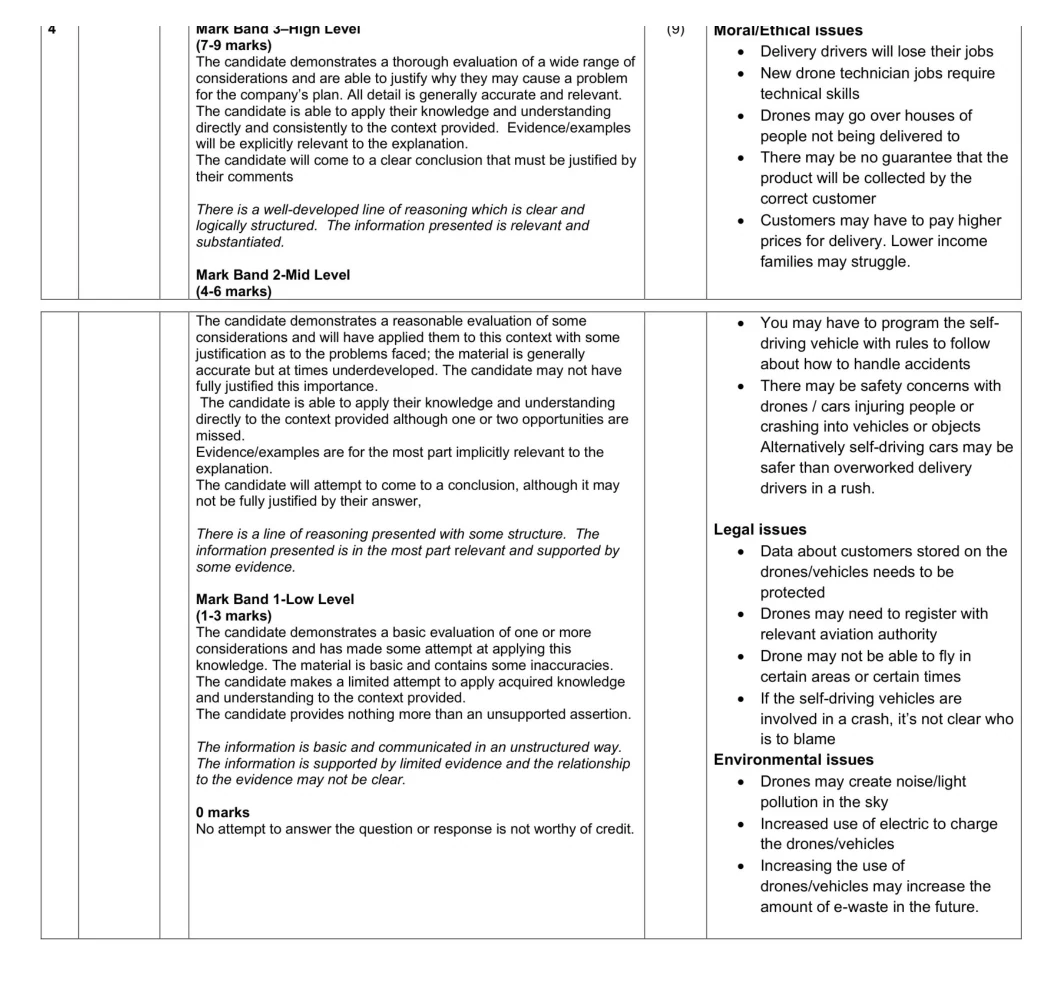 4
Mark Band 3–High Level
(7-9 marks)
The candidate demonstrates a thorough evaluation of a wide range of
considerations and are able to justify why they may cause a problem
for the company's plan. All detail is generally accurate and relevant.
The candidate is able to apply their knowledge and understanding
directly and consistently to the context provided.  Evidence/examples
will be explicitly relevant to the explanation.
The candidate will come to a clear conclusion that must be justified by
their comments
There is a well-developed line of reasoning which is clear and
logically structured.  The information presented is relevant and
substantiated.
Mark Band 2-Mid Level
(4-6 marks)
(9)
Moral/Ethical issues
• Delivery drivers will lose their jobs
• New drone technician jobs require
technical skills
• Drones may go over houses of
people not being delivered to
• There may be no guarantee that the
product will be collected by the
correct customer
• Customers may have to pay higher
prices for delivery. Lower income
families may struggle.
The candidate demonstrates a reasonable evaluation of some
considerations and will have applied them to this context with some
justification as to the problems faced; the material is generally
accurate but at times underdeveloped. The candidate may not have
fully justified this importance.
The candidate is able to apply their knowledge and understanding
directly to the context provided although one or two opportunities are
missed.
Evidence/examples are for the most part implicitly relevant to the
explanation.
The candidate will attempt to come to a conclusion, although it may
not be fully justified by their answer,
There is a line of reasoning presented with some structure.  The
information presented is in the most part relevant and supported by
some evidence.
Mark Band 1-Low Level
(1-3 marks)
The candidate demonstrates a basic evaluation of one or more
considerations and has made some attempt at applying this
knowledge. The material is basic and contains some inaccuracies.
The candidate makes a limited attempt to apply acquired knowledge
and understanding to the context provided.
The candidate provides nothing more than an unsupported assertion.
The information is basic and communicated in an unstructured way.
The information is supported by limited evidence and the relationship
to the evidence may not be clear.
0 marks
No attempt to answer the question or response is not worthy of credit.
• You may have to program the self-
driving vehicle with rules to follow
about how to handle accidents
• There may be safety concerns with
drones / cars injuring people or
crashing into vehicles or objects
Alternatively self-driving cars may be
safer than overworked delivery
drivers in a rush.
Legal issues
• Data about customers stored on the
drones/vehicles needs to be
protected
• Drones may need to register with
relevant aviation authority
• Drone may not be able to fly in
certain areas or certain times
• If the self-driving vehicles are
involved in a crash, it's not clear who
is to blame
Environmental issues
• Drones may create noise/light
pollution in the sky
• Increased use of electric to charge
the drones/vehicles
• Increasing the use of
drones/vehicles may increase the
amount of e-waste in the future.